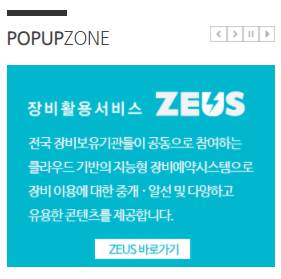 POPUPZONE
장비활용서비스 ZEUS
전국 장비보유기관들이 공동으로 참여하는
클라우드 기반의 지능형 장비예약시스템으로
장비 이용에 대한 중개 · 알선 및 다양하고
유용한 콘텐츠를 제공합니다.
ZEUS 바로가기